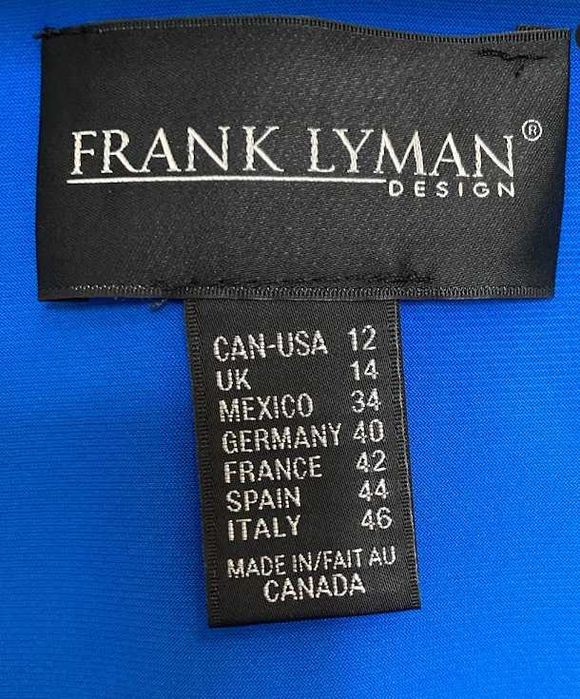 FRANK LYMAN®
DESIGN
CAN-USA 12
UK 14
MEXICO 34
GERMANY 40
FRANCE 42
SPAIN 44
ITALY 46
MADE IN/FAIT AU
CANADA